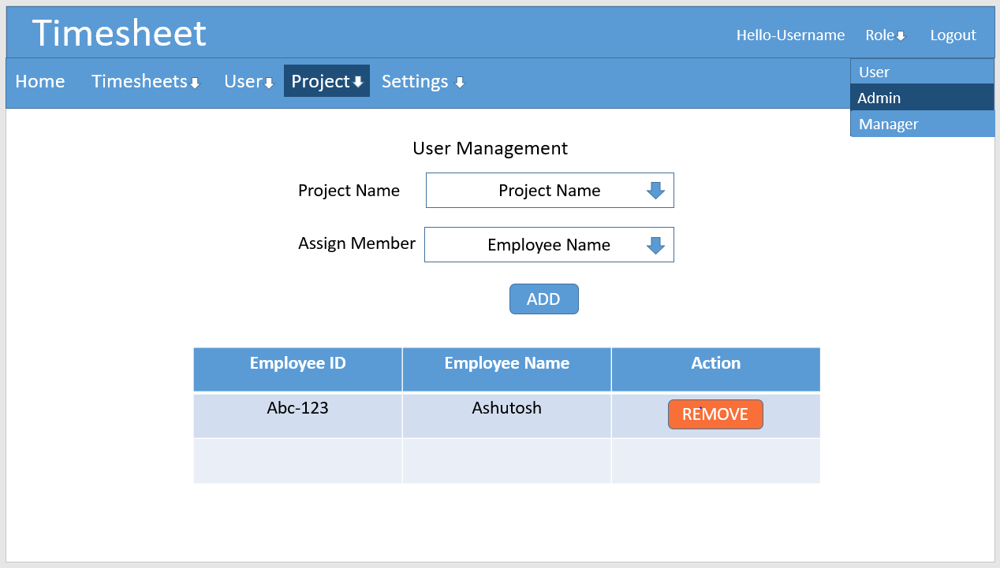 Timesheet
Hello-Username Role Logout
Home Timesheets User Project Settings
User
Admin
Manager
User Management
Project Name Project Name
Assign Member Employee Name
ADD
Employee ID Employee Name Action
Abc-123 Ashutosh REMOVE